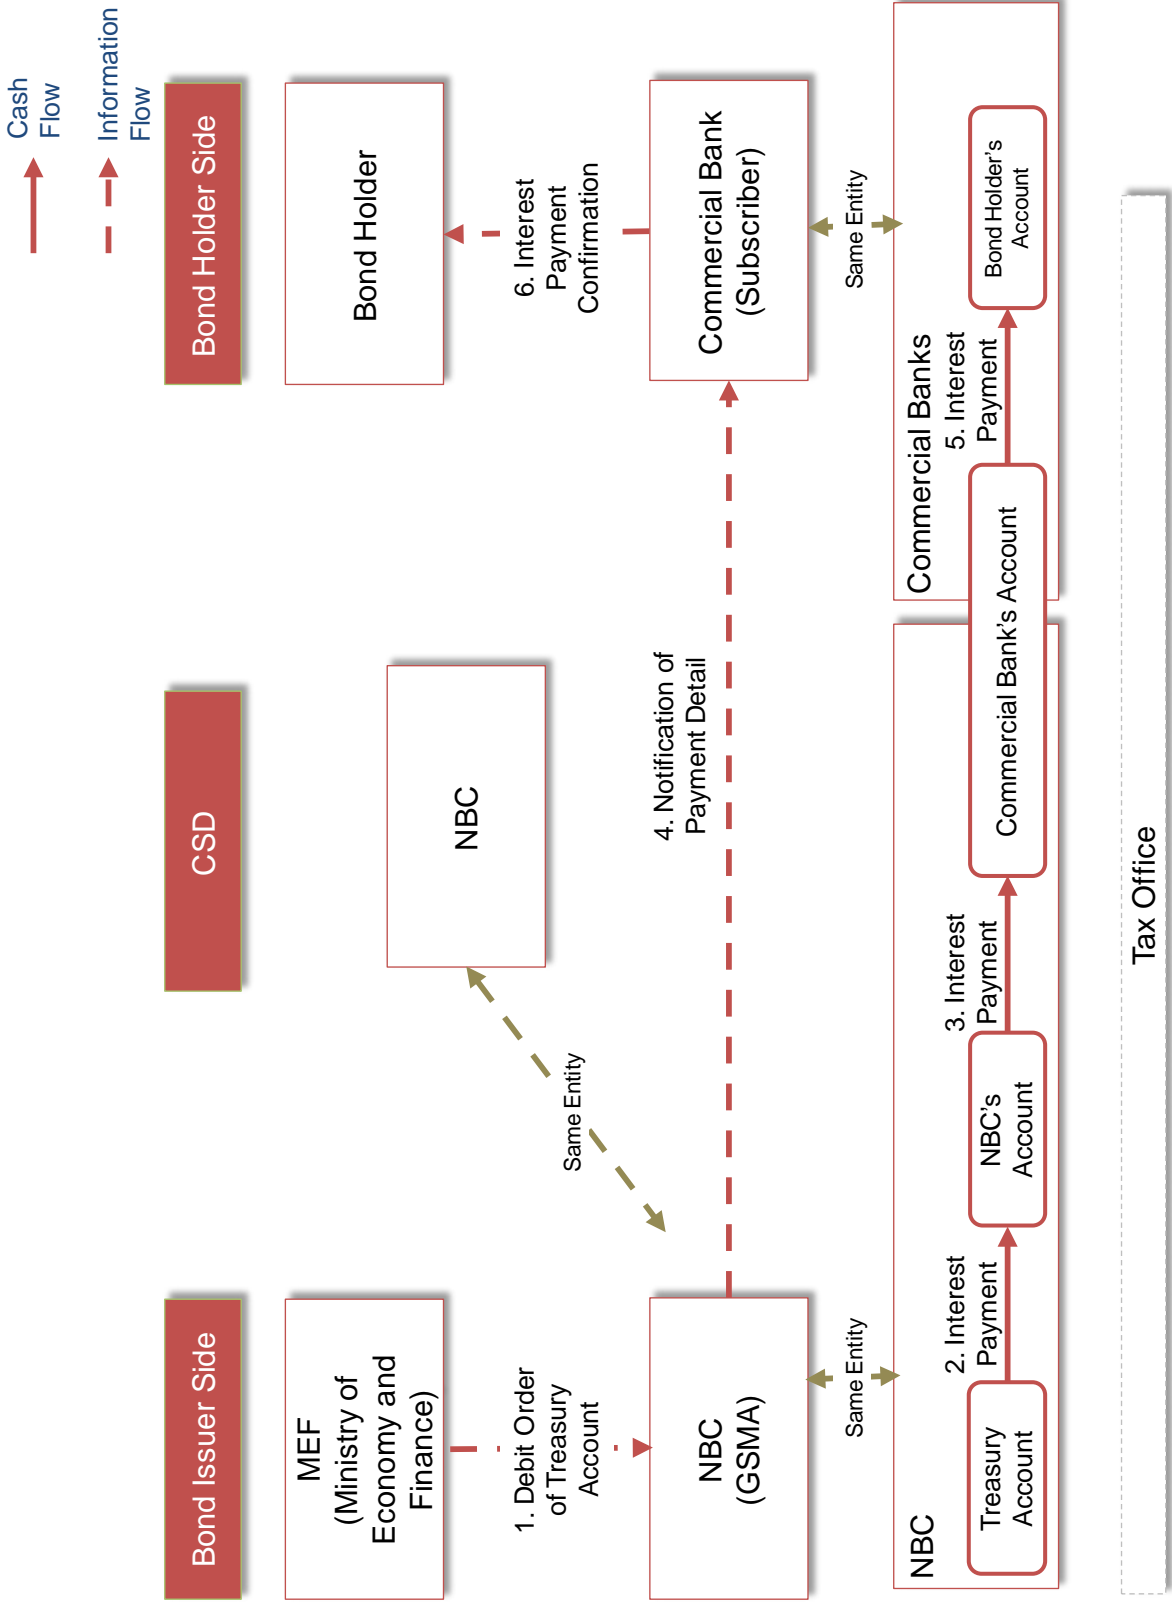 Cash
Flow
Information
Flow
Bond Issuer Side
CSD
Bond Holder Side
MEF
(Ministry of
Economy and
Finance)
NBC
Bond Holder
1. Debit Order
of Treasury
Account
Same Entity
6. Interest
Payment
Confirmation
NBC
(GSMA)
4. Notification of
Payment Detail
Commercial Bank
(Subscriber)
Same Entity
Same Entity
NBC
Commercial Banks
2. Interest
Payment
3. Interest
Payment
5. Interest
Payment
Treasury
Account
NBC’s
Account
Commercial Bank’s Account
Bond Holder’s
Account
Tax Office